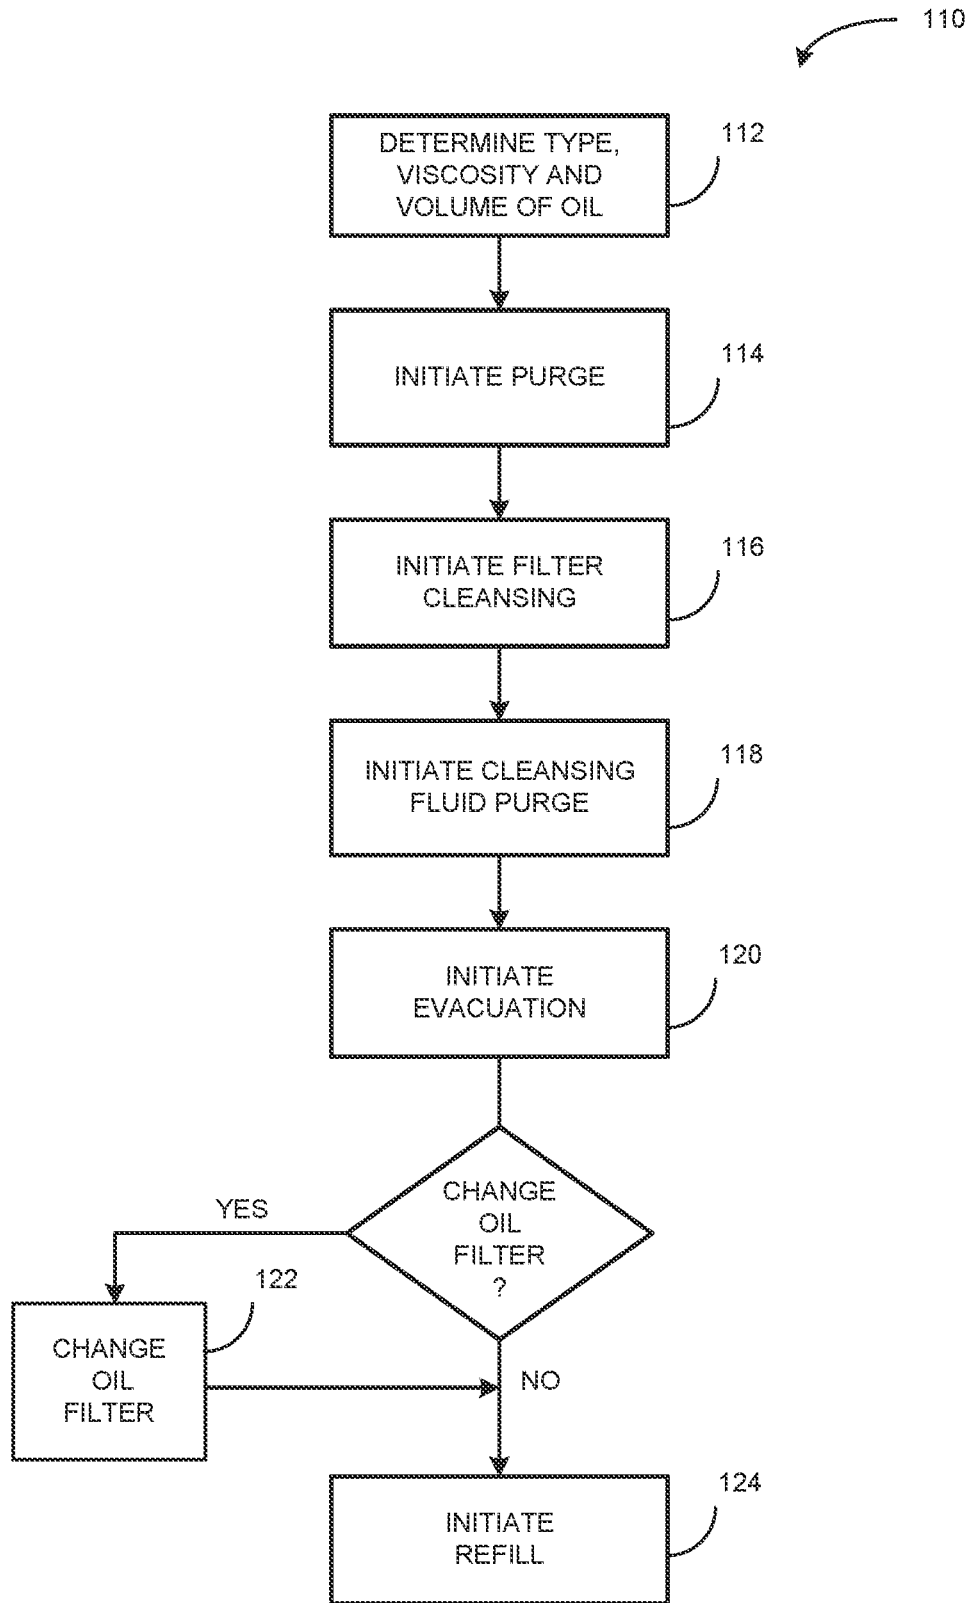 110
DETERMINE TYPE,
VISCOSITY AND
VOLUME OF OIL
112
INITIATE PURGE
114
INITIATE FILTER
CLEANSING
116
INITIATE CLEANSING
FLUID PURGE
118
INITIATE
EVACUATION
120
CHANGE
OIL
FILTER
?
YES
122
CHANGE
OIL
FILTER
NO
INITIATE
REFILL
124